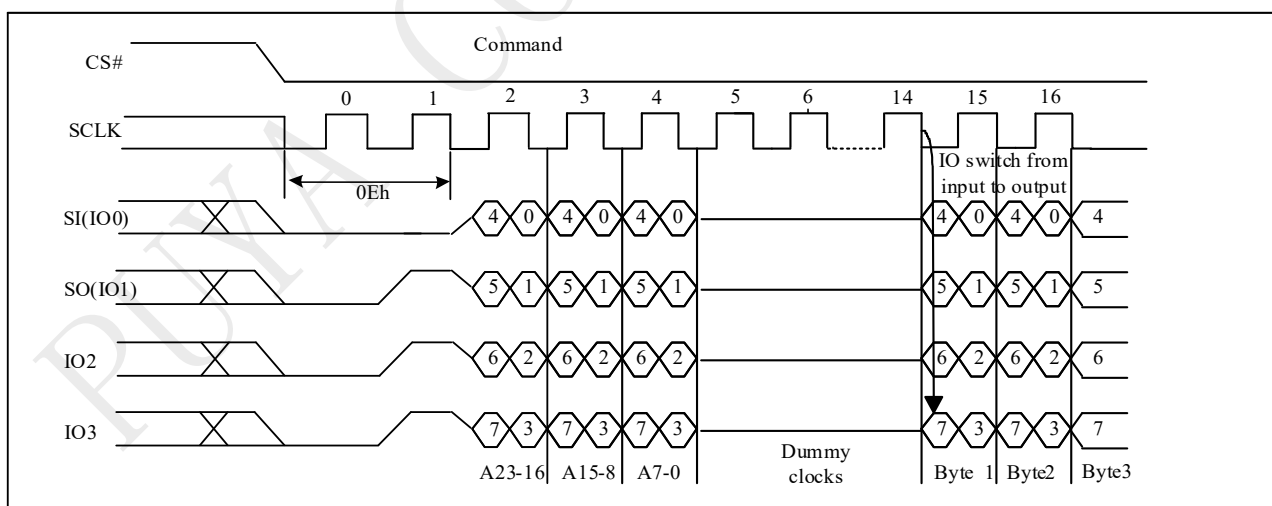 Command
CS#
0 1 2 3 4 5 6 14 15 16
SCLK
IO switch from
input to output
0Eh
SI(IO0) 4 0 4 0 4 0 4 0 4 0 4
SO(IO1) 5 1 5 1 5 1 5 1 5 1 5
IO2 6 2 6 2 6 2 6 2 6 2 6
IO3 7 3 7 3 7 3 7 3 7 3 7
Dummy
clocks
A23-16 A15-8 A7-0 Byte 1 Byte2 Byte3
PUYA